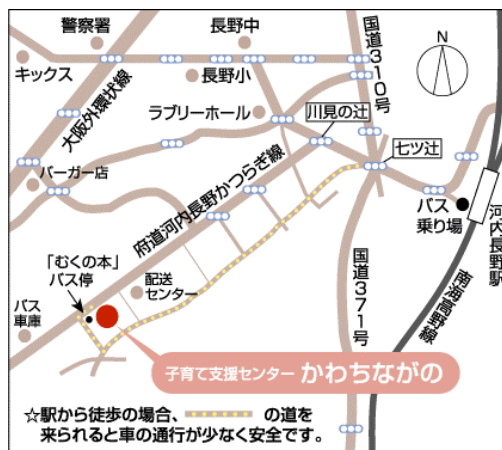 警察署
長野中
国道310号
キックス
長野小
大阪外環状線
ラブリーホール
川見の辻
七ツ辻
バーガー店
府道河内長野かつらぎ線
バス
乗り場
河内長野駅
「むくの本」
バス停
配送
センター
国道371号
南海高野線
バス
車庫
子育て支援センター かわちながの
☆駅から徒歩の場合、 の道を
来られると車の通行が少なく安全です。
N